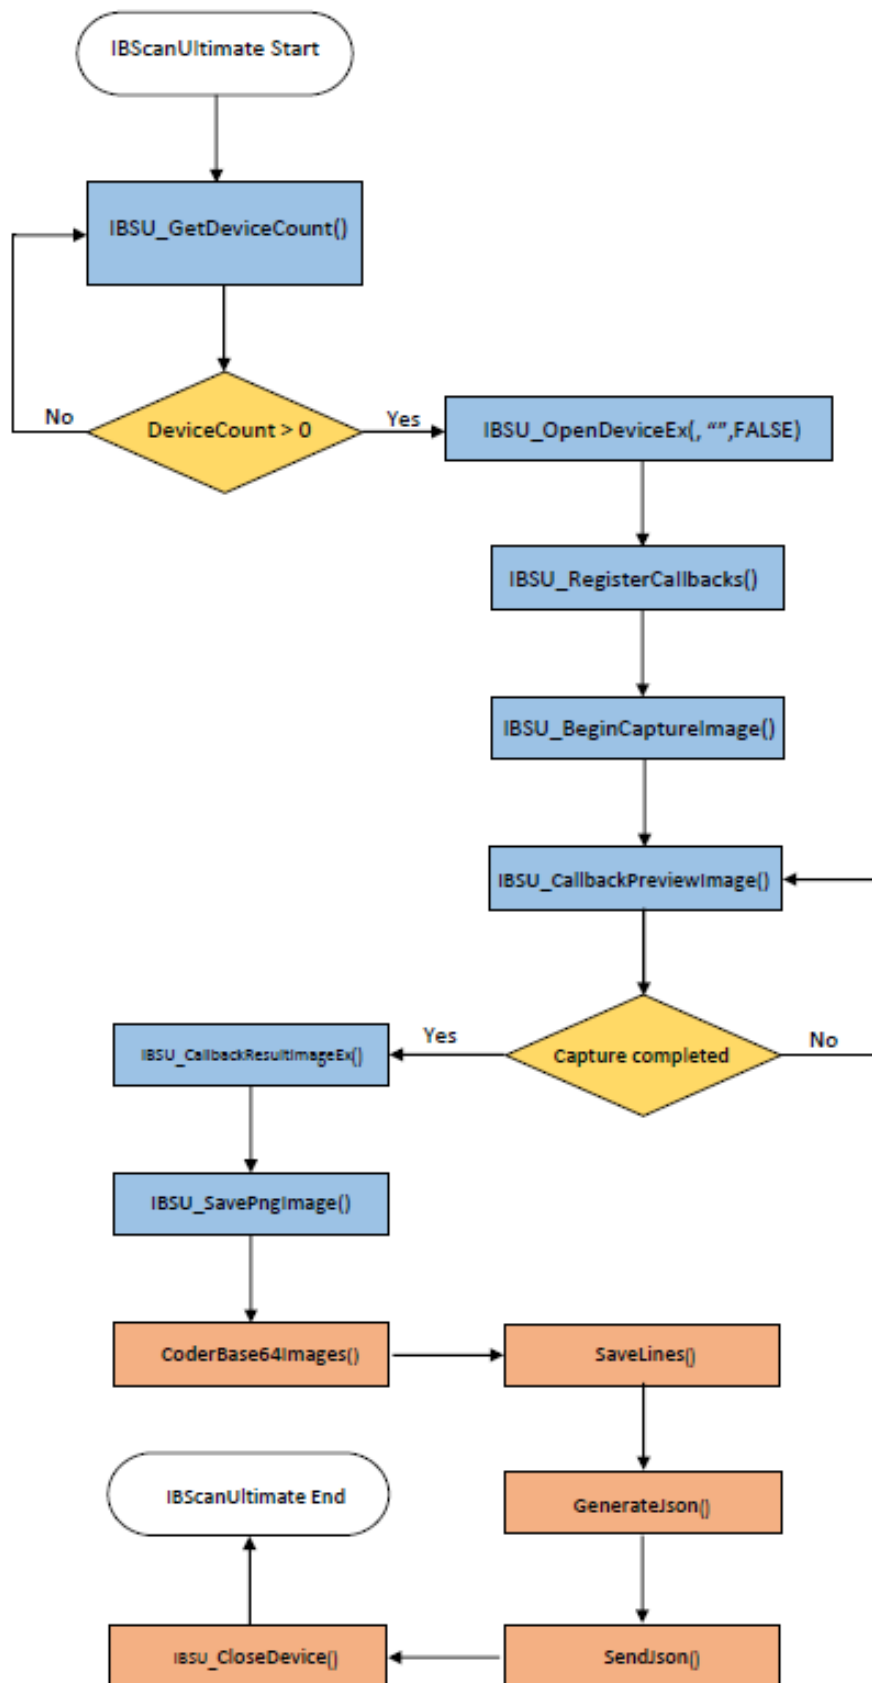 IBScanUltimate Start
IBSU_GetDeviceCount()
No
DeviceCount > 0
Yes
IBSU_OpenDeviceEx(, “”,FALSE)
IBSU_RegisterCallbacks()
IBSU_BeginCaptureImage()
IBSU_CallbackPreviewImage()
IBSU_CallbackResultImageEx()
Yes
Capture completed
No
IBSU_SavePngImage()
CoderBase64Images()
SaveLines()
IBScanUltimate End
GenerateJson()
IBSU_CloseDevice()
SendJson()